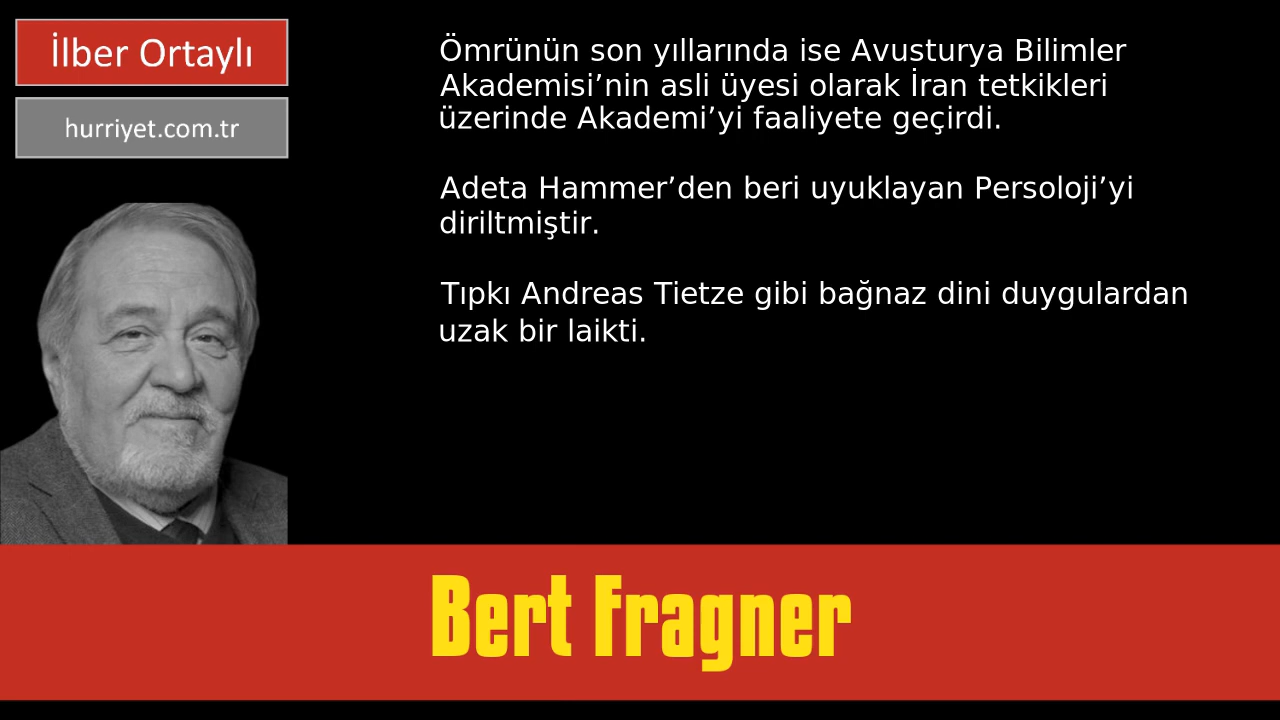 İlber Ortaylı
hurriyet.com.tr
Ömrünün son yıllarında ise Avusturya Bilimler
Akademisi’nin asli üyesi olarak İran tetkikleri
üzerinde Akademi’yi faaliyete geçirdi.
Adeta Hammer’den beri uyuklayan Persoloji’yi
diriltmiştir.
Tıpkı Andreas Tietze gibi bağnaz dini duygulardan
uzak bir laikti.
Bert Fragner